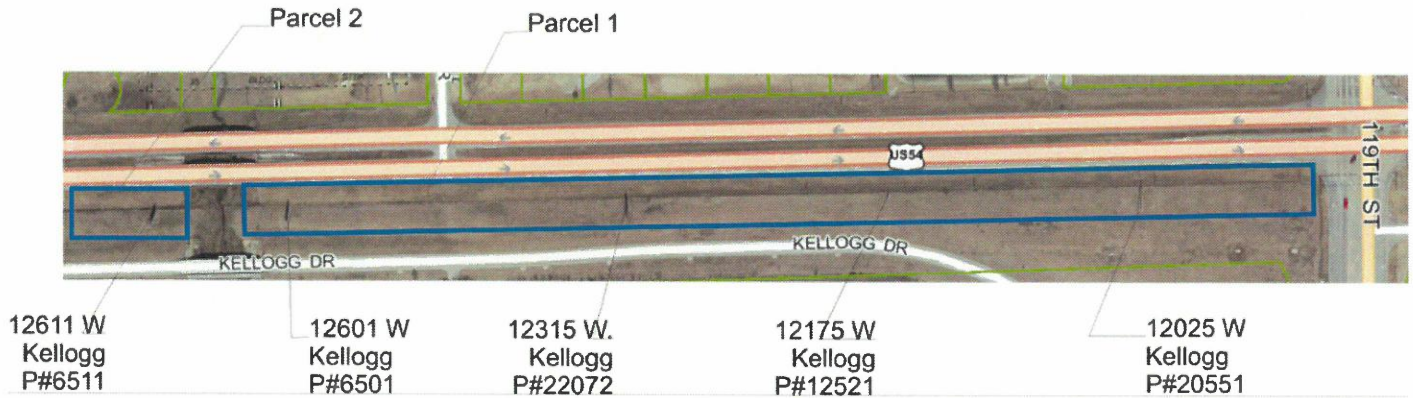 Parcel 2
Parcel 1
US54
119TH ST
KELLOGG DR
KELLOGG DR
12611 W
Kellogg
P#6511
12601 W
Kellogg
P#6501
12315 W.
Kellogg
P#22072
12175 W
Kellogg
P#12521
12025 W
Kellogg
P#20551